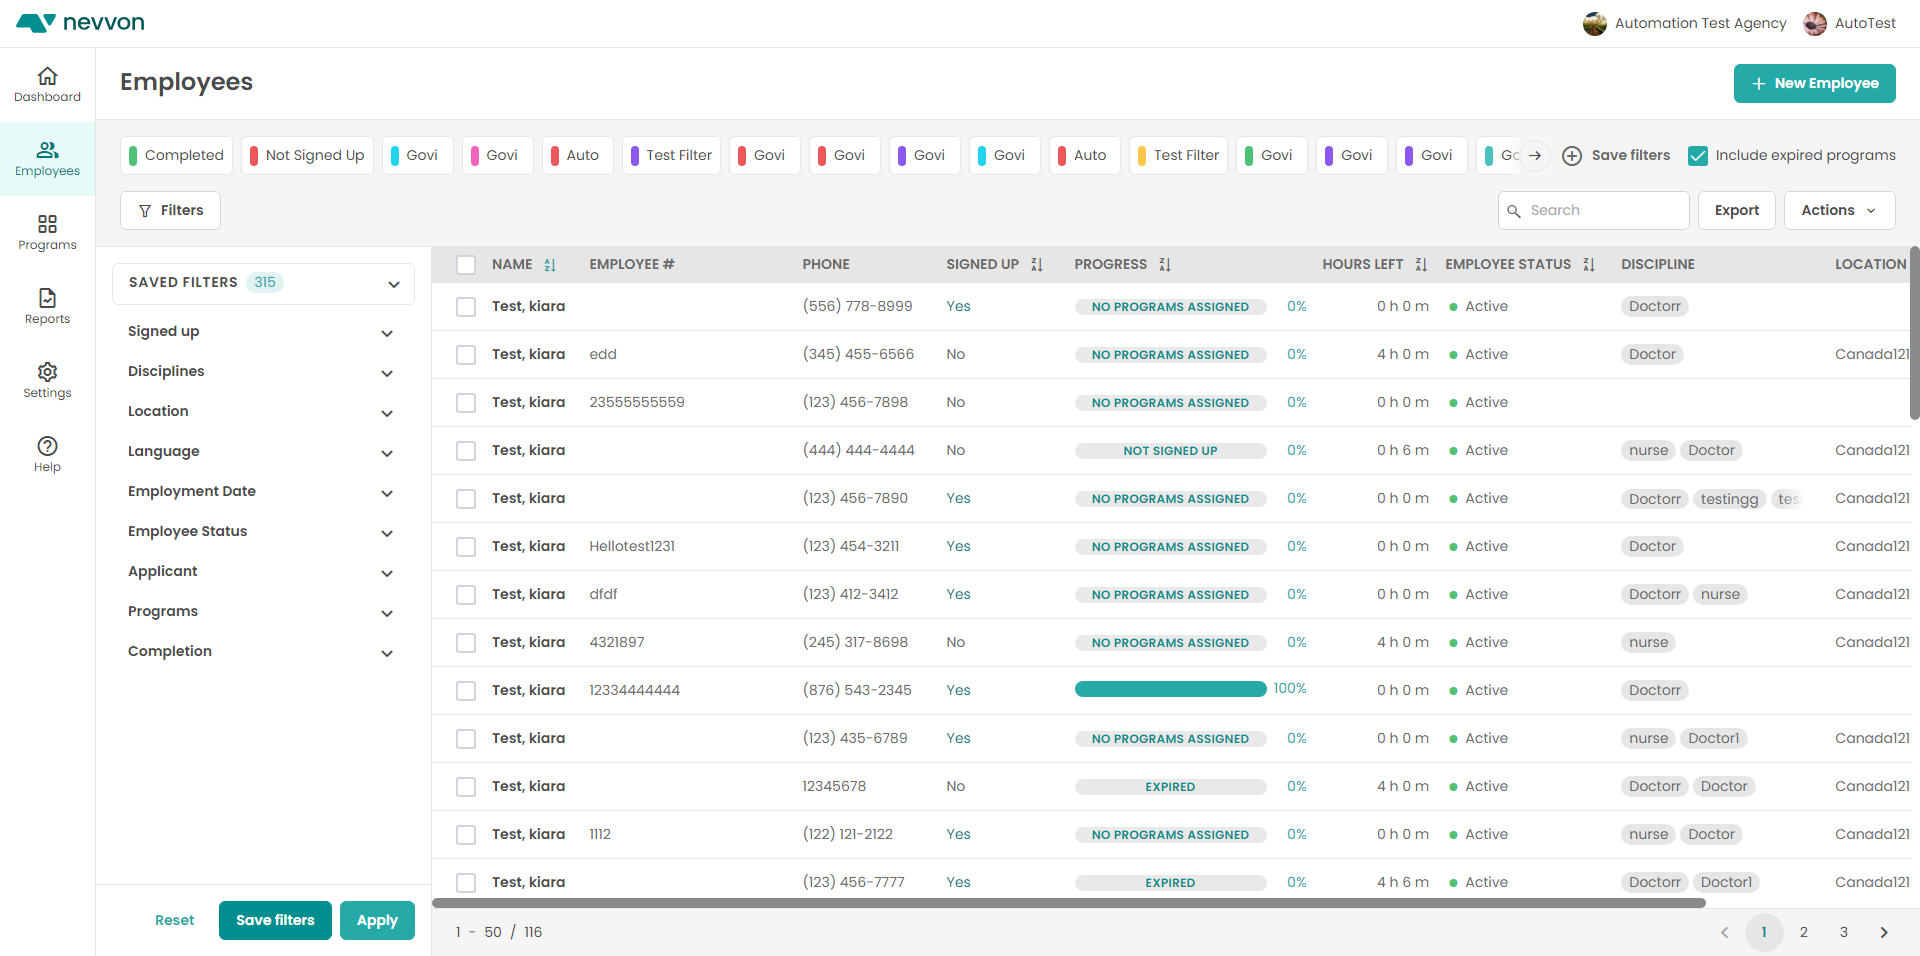 nevvon
Automation Test Agency AutoTest
Dashboard
Employees
Programs
Reports
Settings
Help
Employees
New Employee
Completed Not Signed Up Govi Govi Auto Test Filter Govi Govi Govi Govi Auto Test Filter Govi Govi Govi Save filters Include expired programs
Filters Search Export Actions
SAVED FILTERS 315
Signed up
Disciplines
Location
Language
Employment Date
Employee Status
Applicant
Programs
Completion
Reset Save filters Apply
NAME EMPLOYEE # PHONE SIGNED UP PROGRESS HOURS LEFT EMPLOYEE STATUS DISCIPLINE LOCATION
Test, kiara (556) 778-8999 Yes NO PROGRAMS ASSIGNED 0% 0 h 0 m Active Doctorr
Test, kiara edd (345) 455-6566 No NO PROGRAMS ASSIGNED 0% 4 h 0 m Active Doctor Canada121
Test, kiara 23555555559 (123) 456-7898 No NO PROGRAMS ASSIGNED 0% 0 h 0 m Active
Test, kiara (444) 444-4444 No NOT SIGNED UP 0% 0 h 6 m Active nurse Doctor Canada121
Test, kiara (123) 456-7890 Yes NO PROGRAMS ASSIGNED 0% 0 h 0 m Active Doctorr testingg Canada121
Test, kiara Hellotest1231 (123) 454-3211 Yes NO PROGRAMS ASSIGNED 0% 0 h 0 m Active Doctor Canada121
Test, kiara dfdf (123) 412-3412 Yes NO PROGRAMS ASSIGNED 0% 0 h 0 m Active Doctorr nurse Canada121
Test, kiara 4321897 (245) 317-8698 No NO PROGRAMS ASSIGNED 0% 4 h 0 m Active nurse Canada121
Test, kiara 12334444444 (876) 543-2345 Yes 100% 0 h 0 m Active Doctorr
Test, kiara (123) 435-6789 Yes NO PROGRAMS ASSIGNED 0% 0 h 0 m Active nurse Doctor1 Canada121
Test, kiara 12345678 No EXPIRED 0% 4 h 0 m Active Doctorr Doctor Canada121
Test, kiara 1112 (122) 121-2122 Yes NO PROGRAMS ASSIGNED 0% 0 h 0 m Active nurse Doctor Canada121
Test, kiara (123) 456-7777 Yes EXPIRED 0% 4 h 6 m Active Doctorr Doctor1 Canada121
1 - 50 / 116 1 2 3